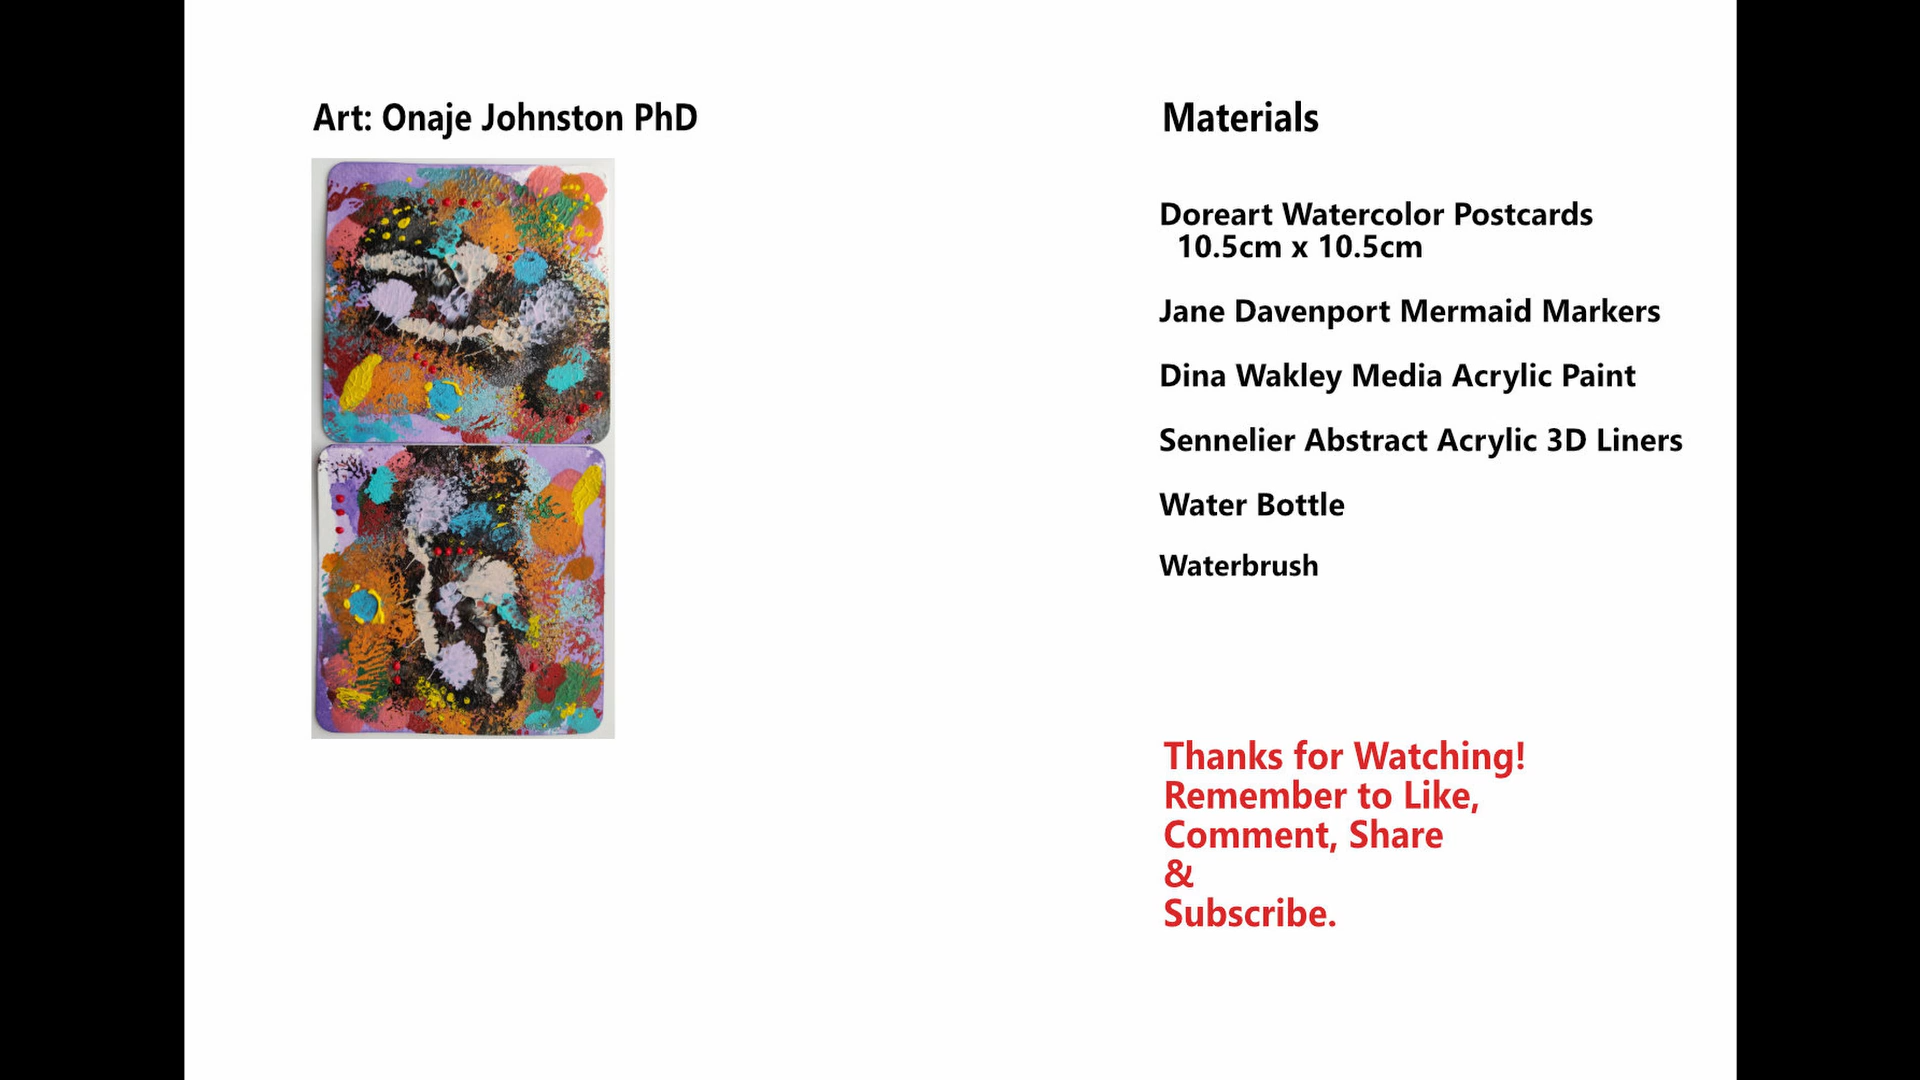 Art: Onaje Johnston PhD
Materials
Doreart Watercolor Postcards
10.5cm x 10.5cm
Jane Davenport Mermaid Markers
Dina Wakley Media Acrylic Paint
Sennelier Abstract Acrylic 3D Liners
Water Bottle
Waterbrush
Thanks for Watching!
Remember to Like,
Comment, Share
&
Subscribe.